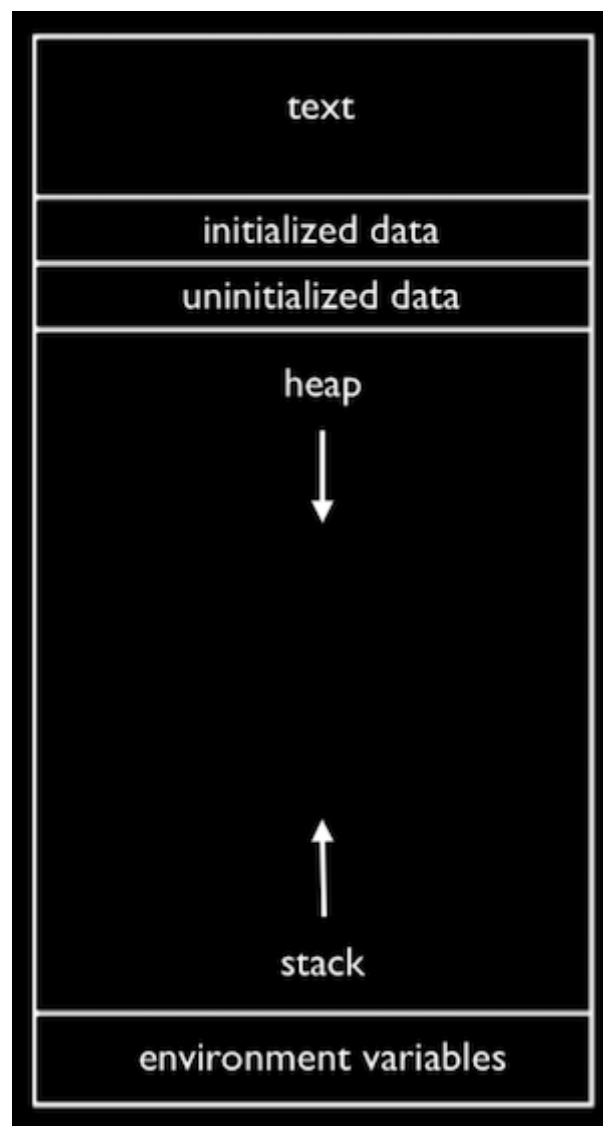 text
initialized data
uninitialized data
heap
stack
environment variables